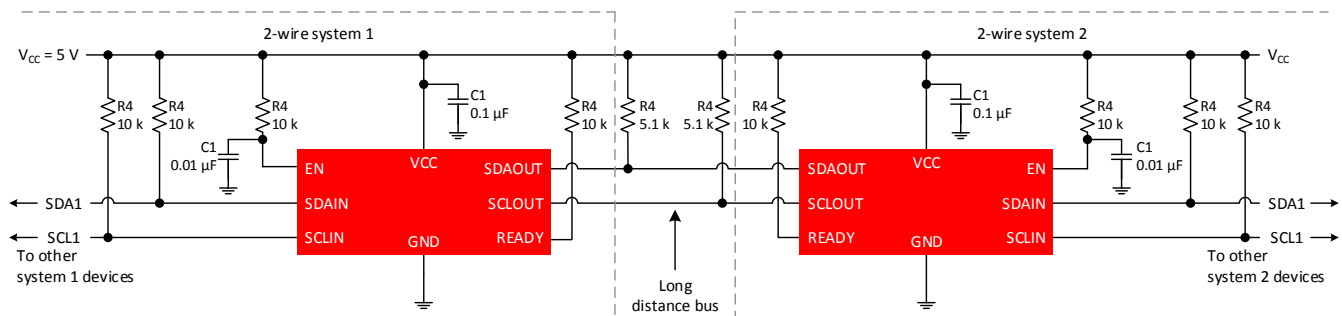 2-wire system 1
2-wire system 2
VCC = 5 V
VCC
R4
10 k
R4
10 k
R4
10 k
C1
0.1 µF
R4
10 k
R4
5.1 k
R4
5.1 k
R4
10 k
C1
0.1 µF
R4
10 k
R4
10 k
R4
10 k
C1
0.01 µF
C1
0.01 µF
EN
VCC
SDAOUT
SDAIN
SCLOUT
SCLIN
GND
READY
SDAOUT
VCC
EN
SCLOUT
SDAIN
READY
GND
SCLIN
SDA1
SCL1
To other
system 1 devices
Long
distance bus
SDA1
SCL1
To other
system 2 devices